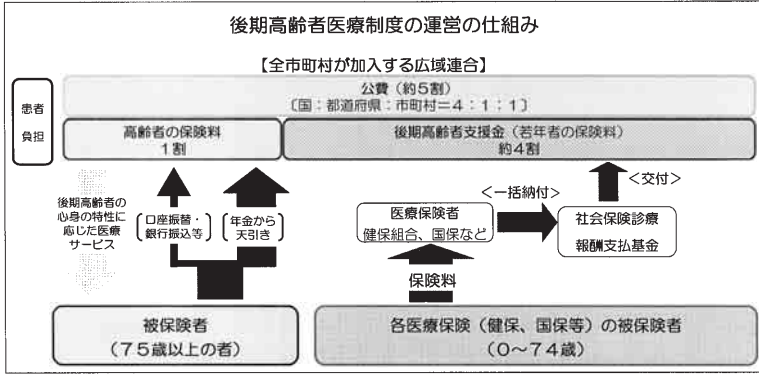 後期高齢者医療制度の運営の仕組み
【全市町村が加入する広域連合】
患者
負担
公費（約5割）
〔国：都道府県：市町村＝4：1：1〕
高齢者の保険料
1割
後期高齢者支援金（若年者の保険料）
約4割
後期高齢者の
心身の特性に
応じた医療
サービス
口座振替・
銀行振込等
年金から
天引き
医療保険者
健保組合、国保など
＜一括納付＞
＜交付＞
社会保険診療
報酬支払基金
保険料
被保険者
（75歳以上の者）
各医療保険（健保、国保等）の被保険者
（0～74歳）